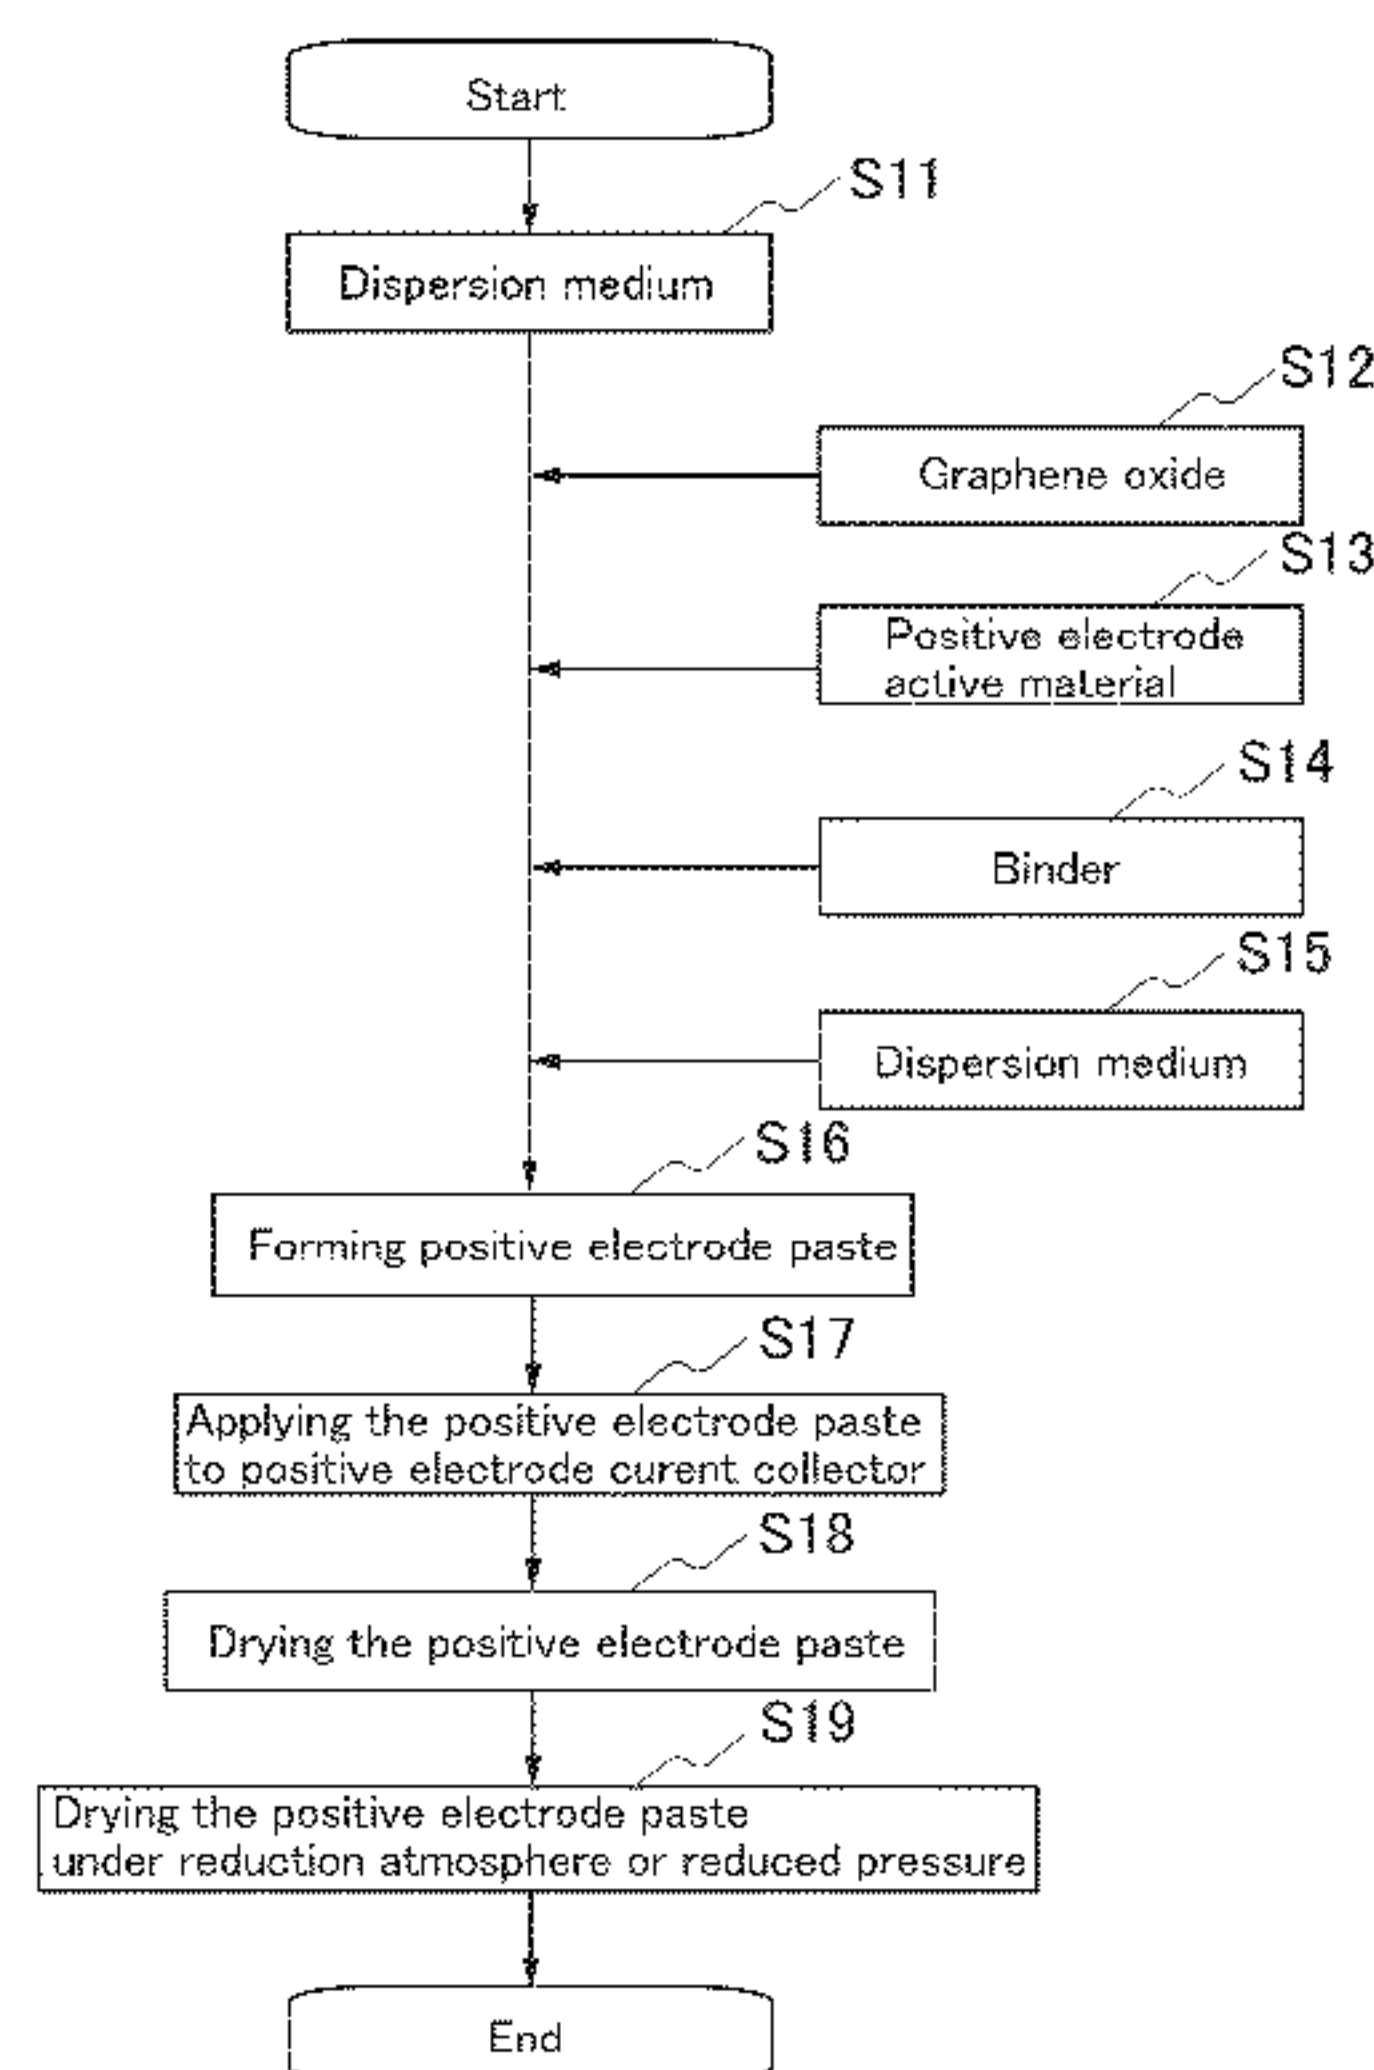 Start
S11
Dispersion medium
S12
Graphene oxide
S13
Positive electrode
active material
S14
Binder
S15
Dispersion medium
S16
Forming positive electrode paste
S17
Applying the positive electrode paste
to positive electrode curent collector
S18
Drying the positive electrode paste
S19
Drying the positive electrode paste
under reduction atmosphere or reduced pressure
End